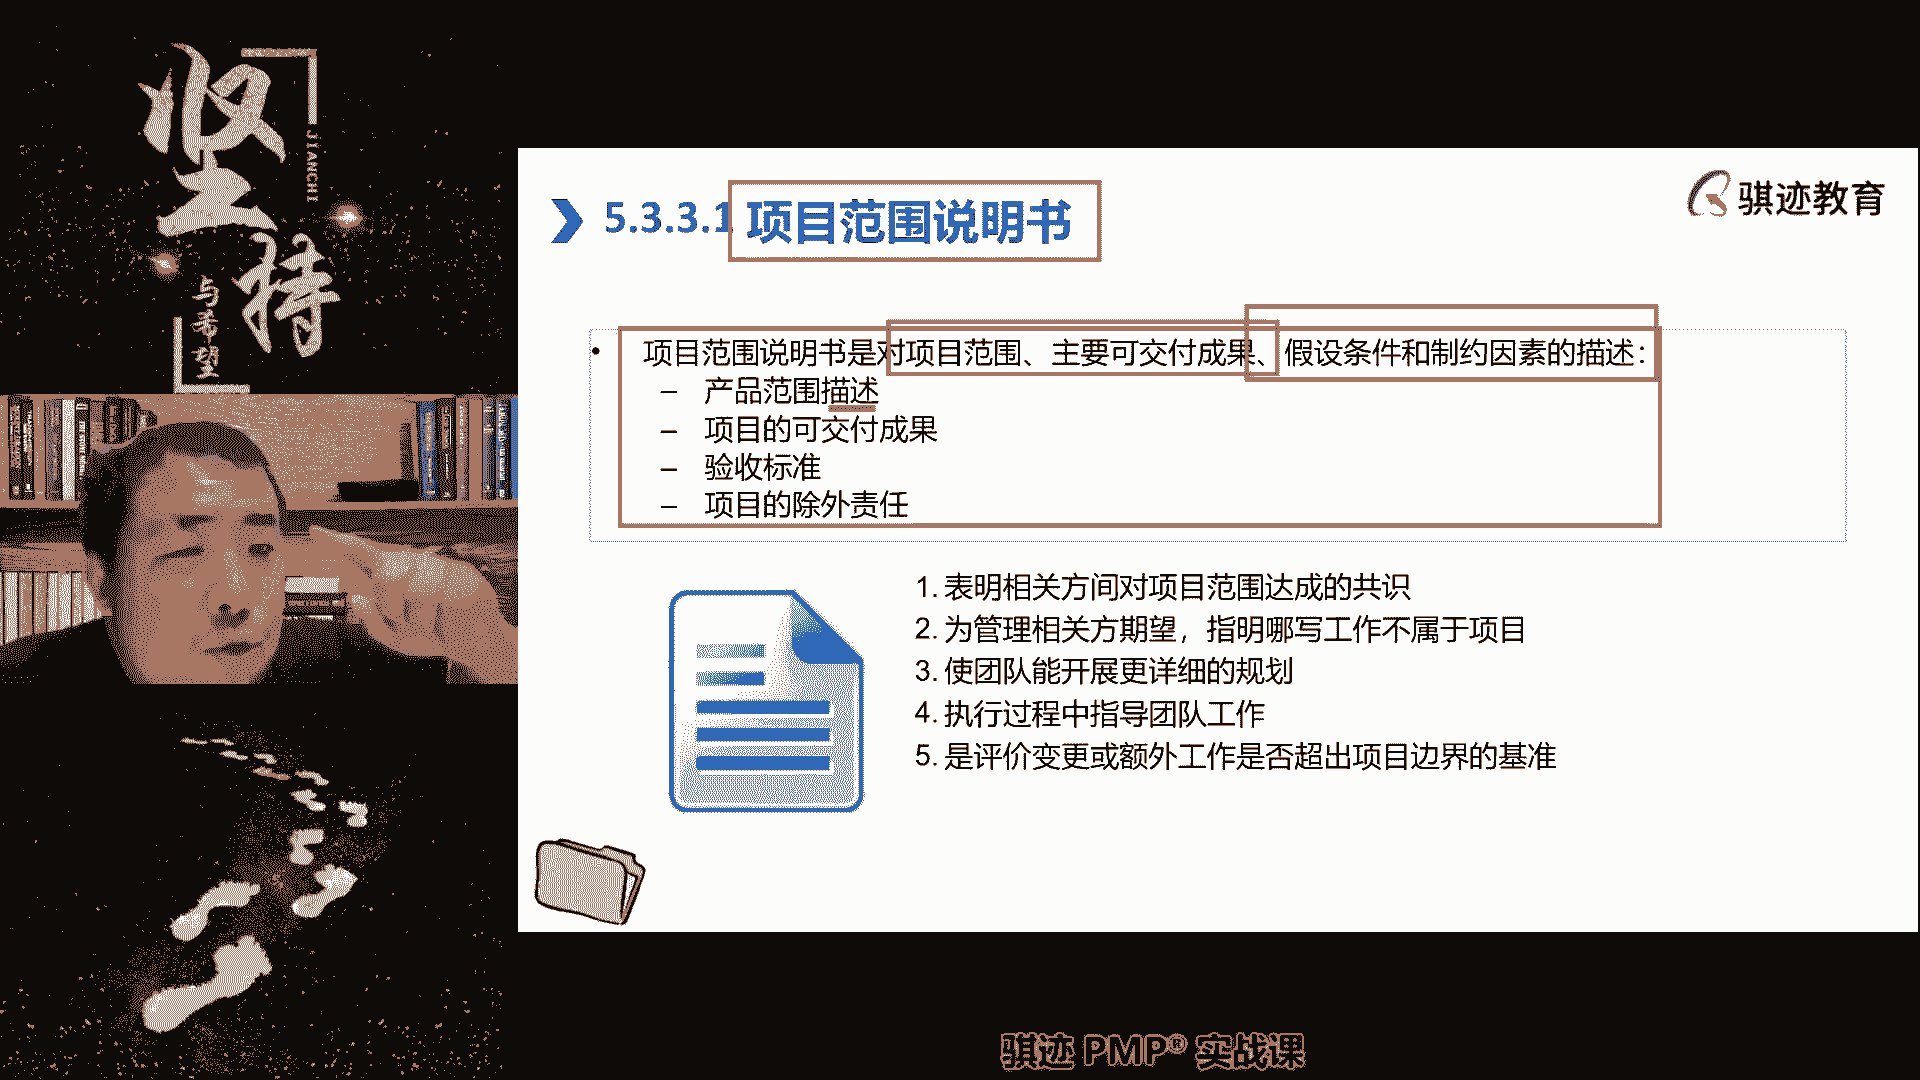 坚持
JIANCHI
与希望
5.3.3.1 项目范围说明书
骐迹教育
• 项目范围说明书是对项目范围、主要可交付成果、假设条件和制约因素的描述：
– 产品范围描述
– 项目的可交付成果
– 验收标准
– 项目的除外责任
1. 表明相关方间对项目范围达成的共识
2. 为管理相关方期望，指明哪写工作不属于项目
3. 使团队能开展更详细的规划
4. 执行过程中指导团队工作
5. 是评价变更或额外工作是否超出项目边界的基准
骐迹 PMP® 实战课